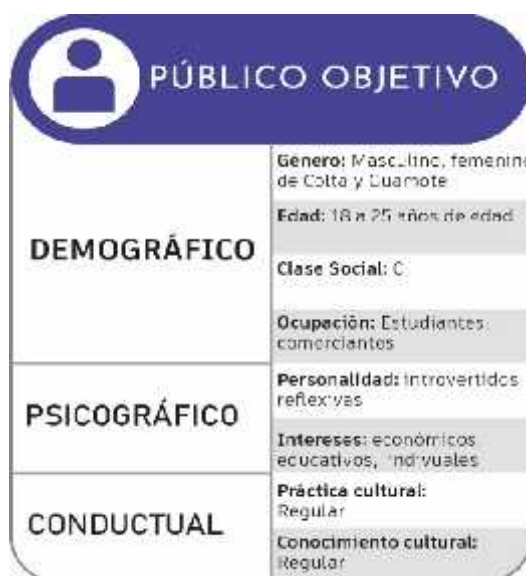 PÚBLICO OBJETIVO
DEMOGRÁFICO
Género: Masculino, femenino
de Colta y Guamote
Edad: 18 a 25 años de edad
Clase Social: C
Ocupación: Estudiantes
comerciantes
PSICOGRÁFICO
Personalidad: introvertidos
reflexivas
Intereses: económicos
educativos,
CONDUCTUAL
Práctica cultural:
Regular
Conocimiento cultural:
Regular